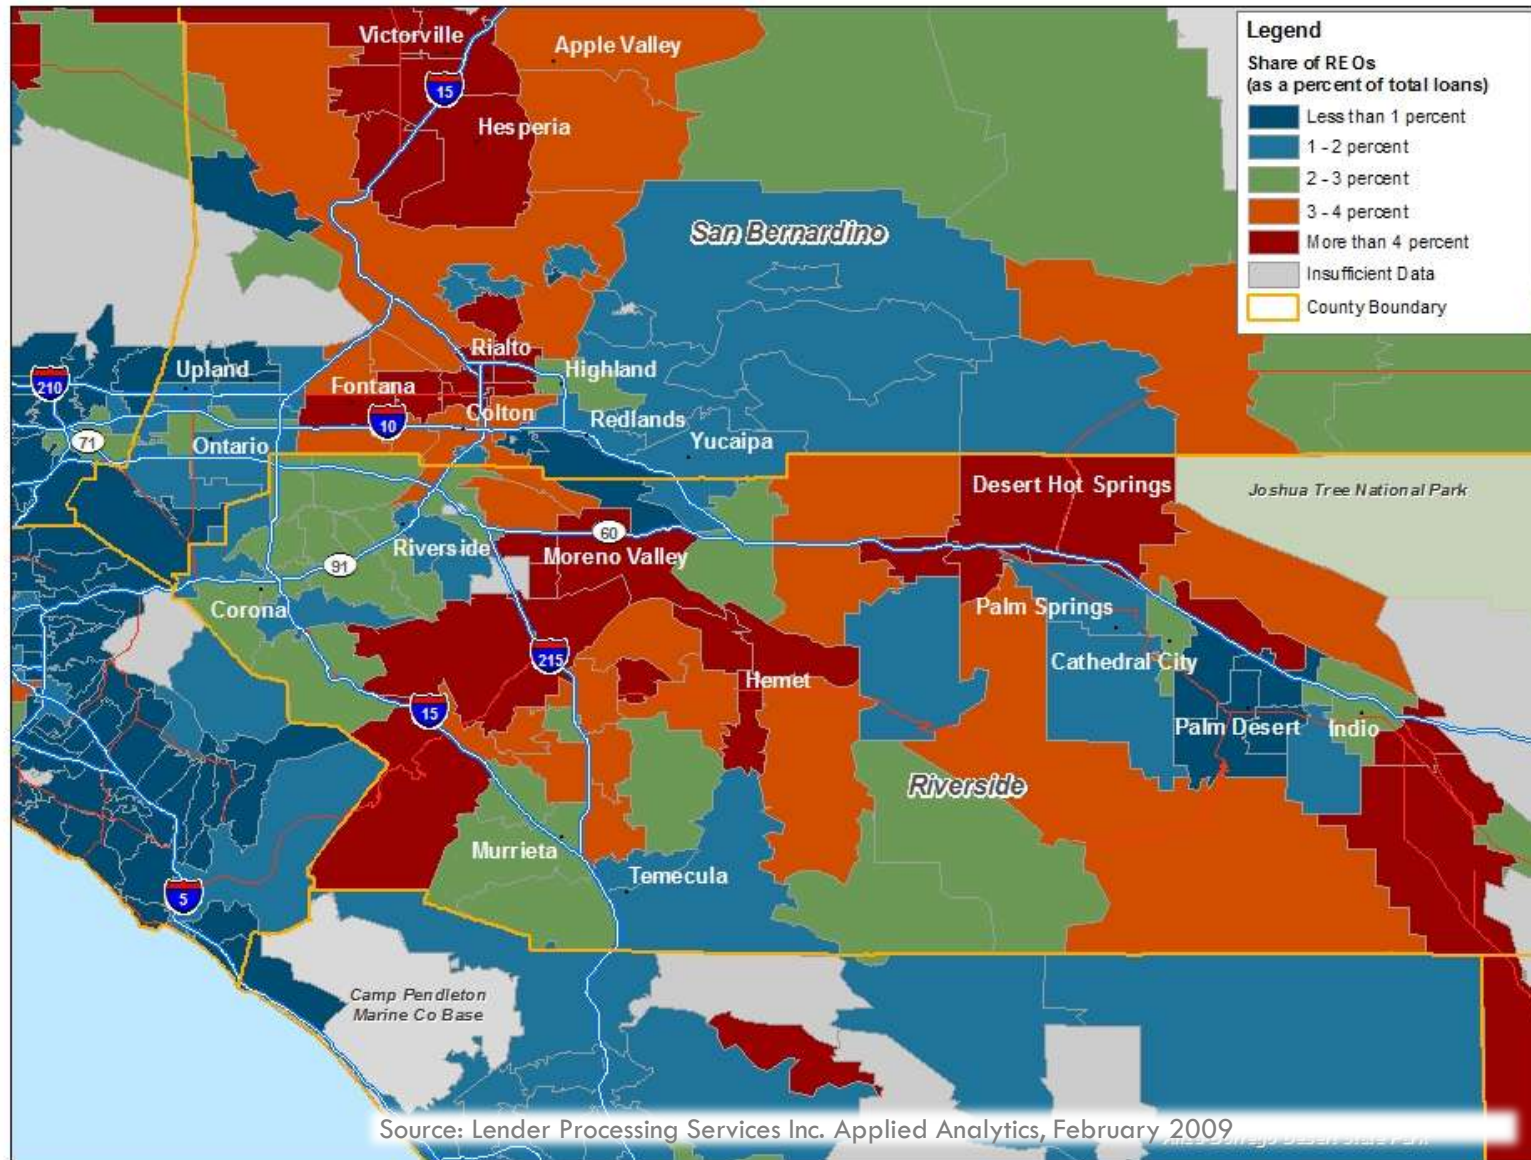 Legend
Share of REOs
(as a percent of total loans)
Less than 1 percent
1 - 2 percent
2 - 3 percent
3 - 4 percent
More than 4 percent
Insufficient Data
County Boundary
Victorville
Apple Valley
15
Hesperia
San Bernardino
Rialto
Upland
Highland
210
Fontana
Colton
Redlands
10
71
Ontario
Yucaipa
Desert Hot Springs
Joshua Tree National Park
60
Riverside
Moreno Valley
91
Corona
Palm Springs
215
Cathedral City
Hemet
15
Palm Desert
Indio
Riverside
Murrieta
Temecula
5
Camp Pendleton
Marine Co Base
Source: Lender Processing Services Inc. Applied Analytics, February 2009